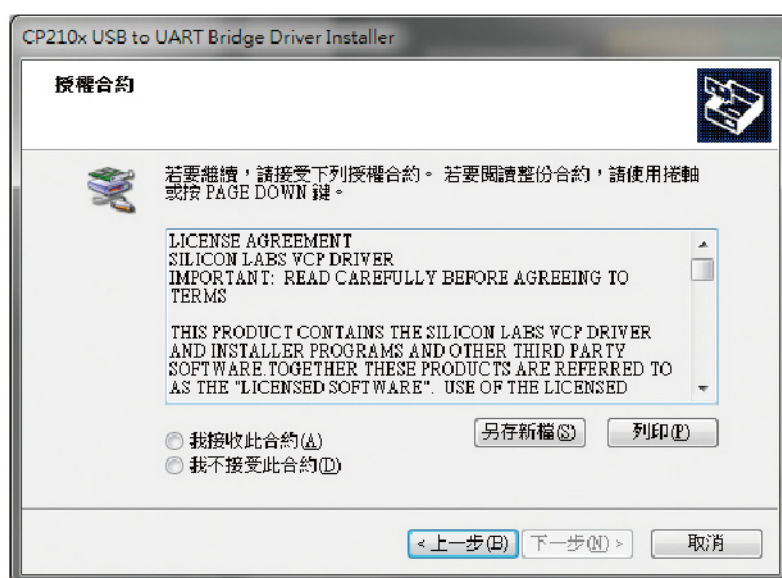 CP210x USB to UART Bridge Driver Installer
授權合約
若要繼續，請接受下列授權合約。若要閱讀整份合約，請使用捲軸
或按 PAGE DOWN 鍵。
LICENSE AGREEMENT
SILICON LABS VCP DRIVER
IMPORTANT: READ CAREFULLY BEFORE AGREEING TO
TERMS
THIS PRODUCT CONTAINS THE SILICON LABS VCP DRIVER
AND INSTALLER PROGRAMS AND OTHER THIRD PARTY
SOFTWARE.TOGETHER THESE PRODUCTS ARE REFERRED TO
AS THE "LICENSED SOFTWARE". USE OF THE LICENSED
我接收此合約(A)
我不接受此合約(D)
另存新檔(S) 列印(P)
<上一步(B) 下一步(N)> 取消